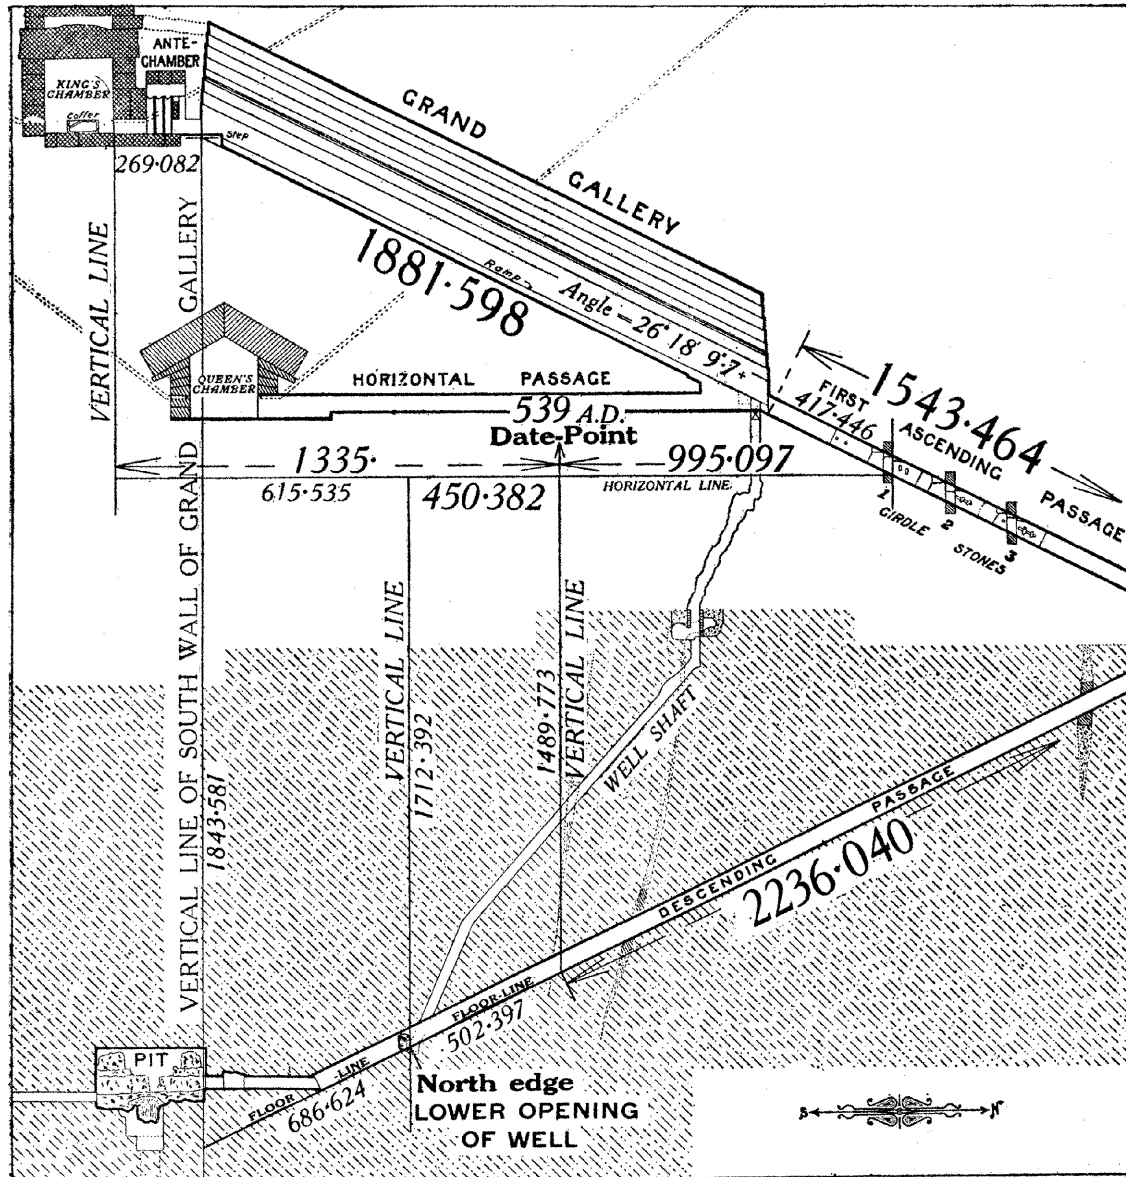 ANTE-
CHAMBER
KING'S
CHAMBER
coffer
Step
269·082
GRAND GALLERY
1881·598
Ramp
Angle = 26° 18' 9"·7+
VERTICAL LINE
VERTICAL LINE OF SOUTH WALL OF GRAND GALLERY
QUEEN'S
CHAMBER
HORIZONTAL PASSAGE
539 A.D.
Date-Point
1335·
995·097
615·535
450·382
HORIZONTAL LINE.
1543·464
FIRST ASCENDING PASSAGE
417·446
1
2
3
GIRDLE STONES
VERTICAL LINE
1712·392
1489·773
VERTICAL LINE
WELL SHAFT
1843·581
DESCENDING PASSAGE
2236·040
FLOOR-LINE
502·397
PIT
FLOOR-LINE
686·624
North edge
LOWER OPENING
OF WELL
S N